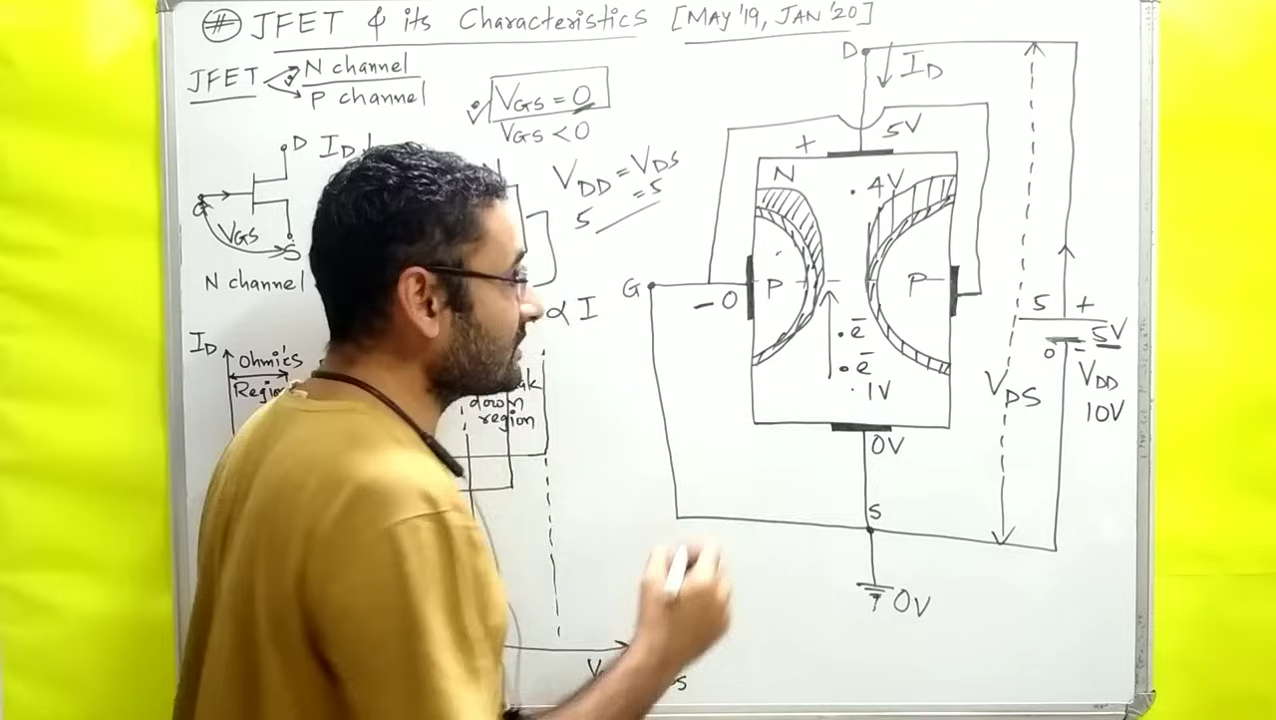 # JFET & its Characteristics [MAY '19, JAN '20]
JFET N channel
P channel
VGS = 0
VGS < 0
VDD = VDS
5 = 5
D ID
G
VGS
S
N channel
α I
ID
Ohmic's
Region
down
region
D ID
+ 5V
N . 4V
G
- 0 P P
. e̅
. e̅
. 1V
0V
S
0V
5 +
5V
0 =
VDD
10V
VDS